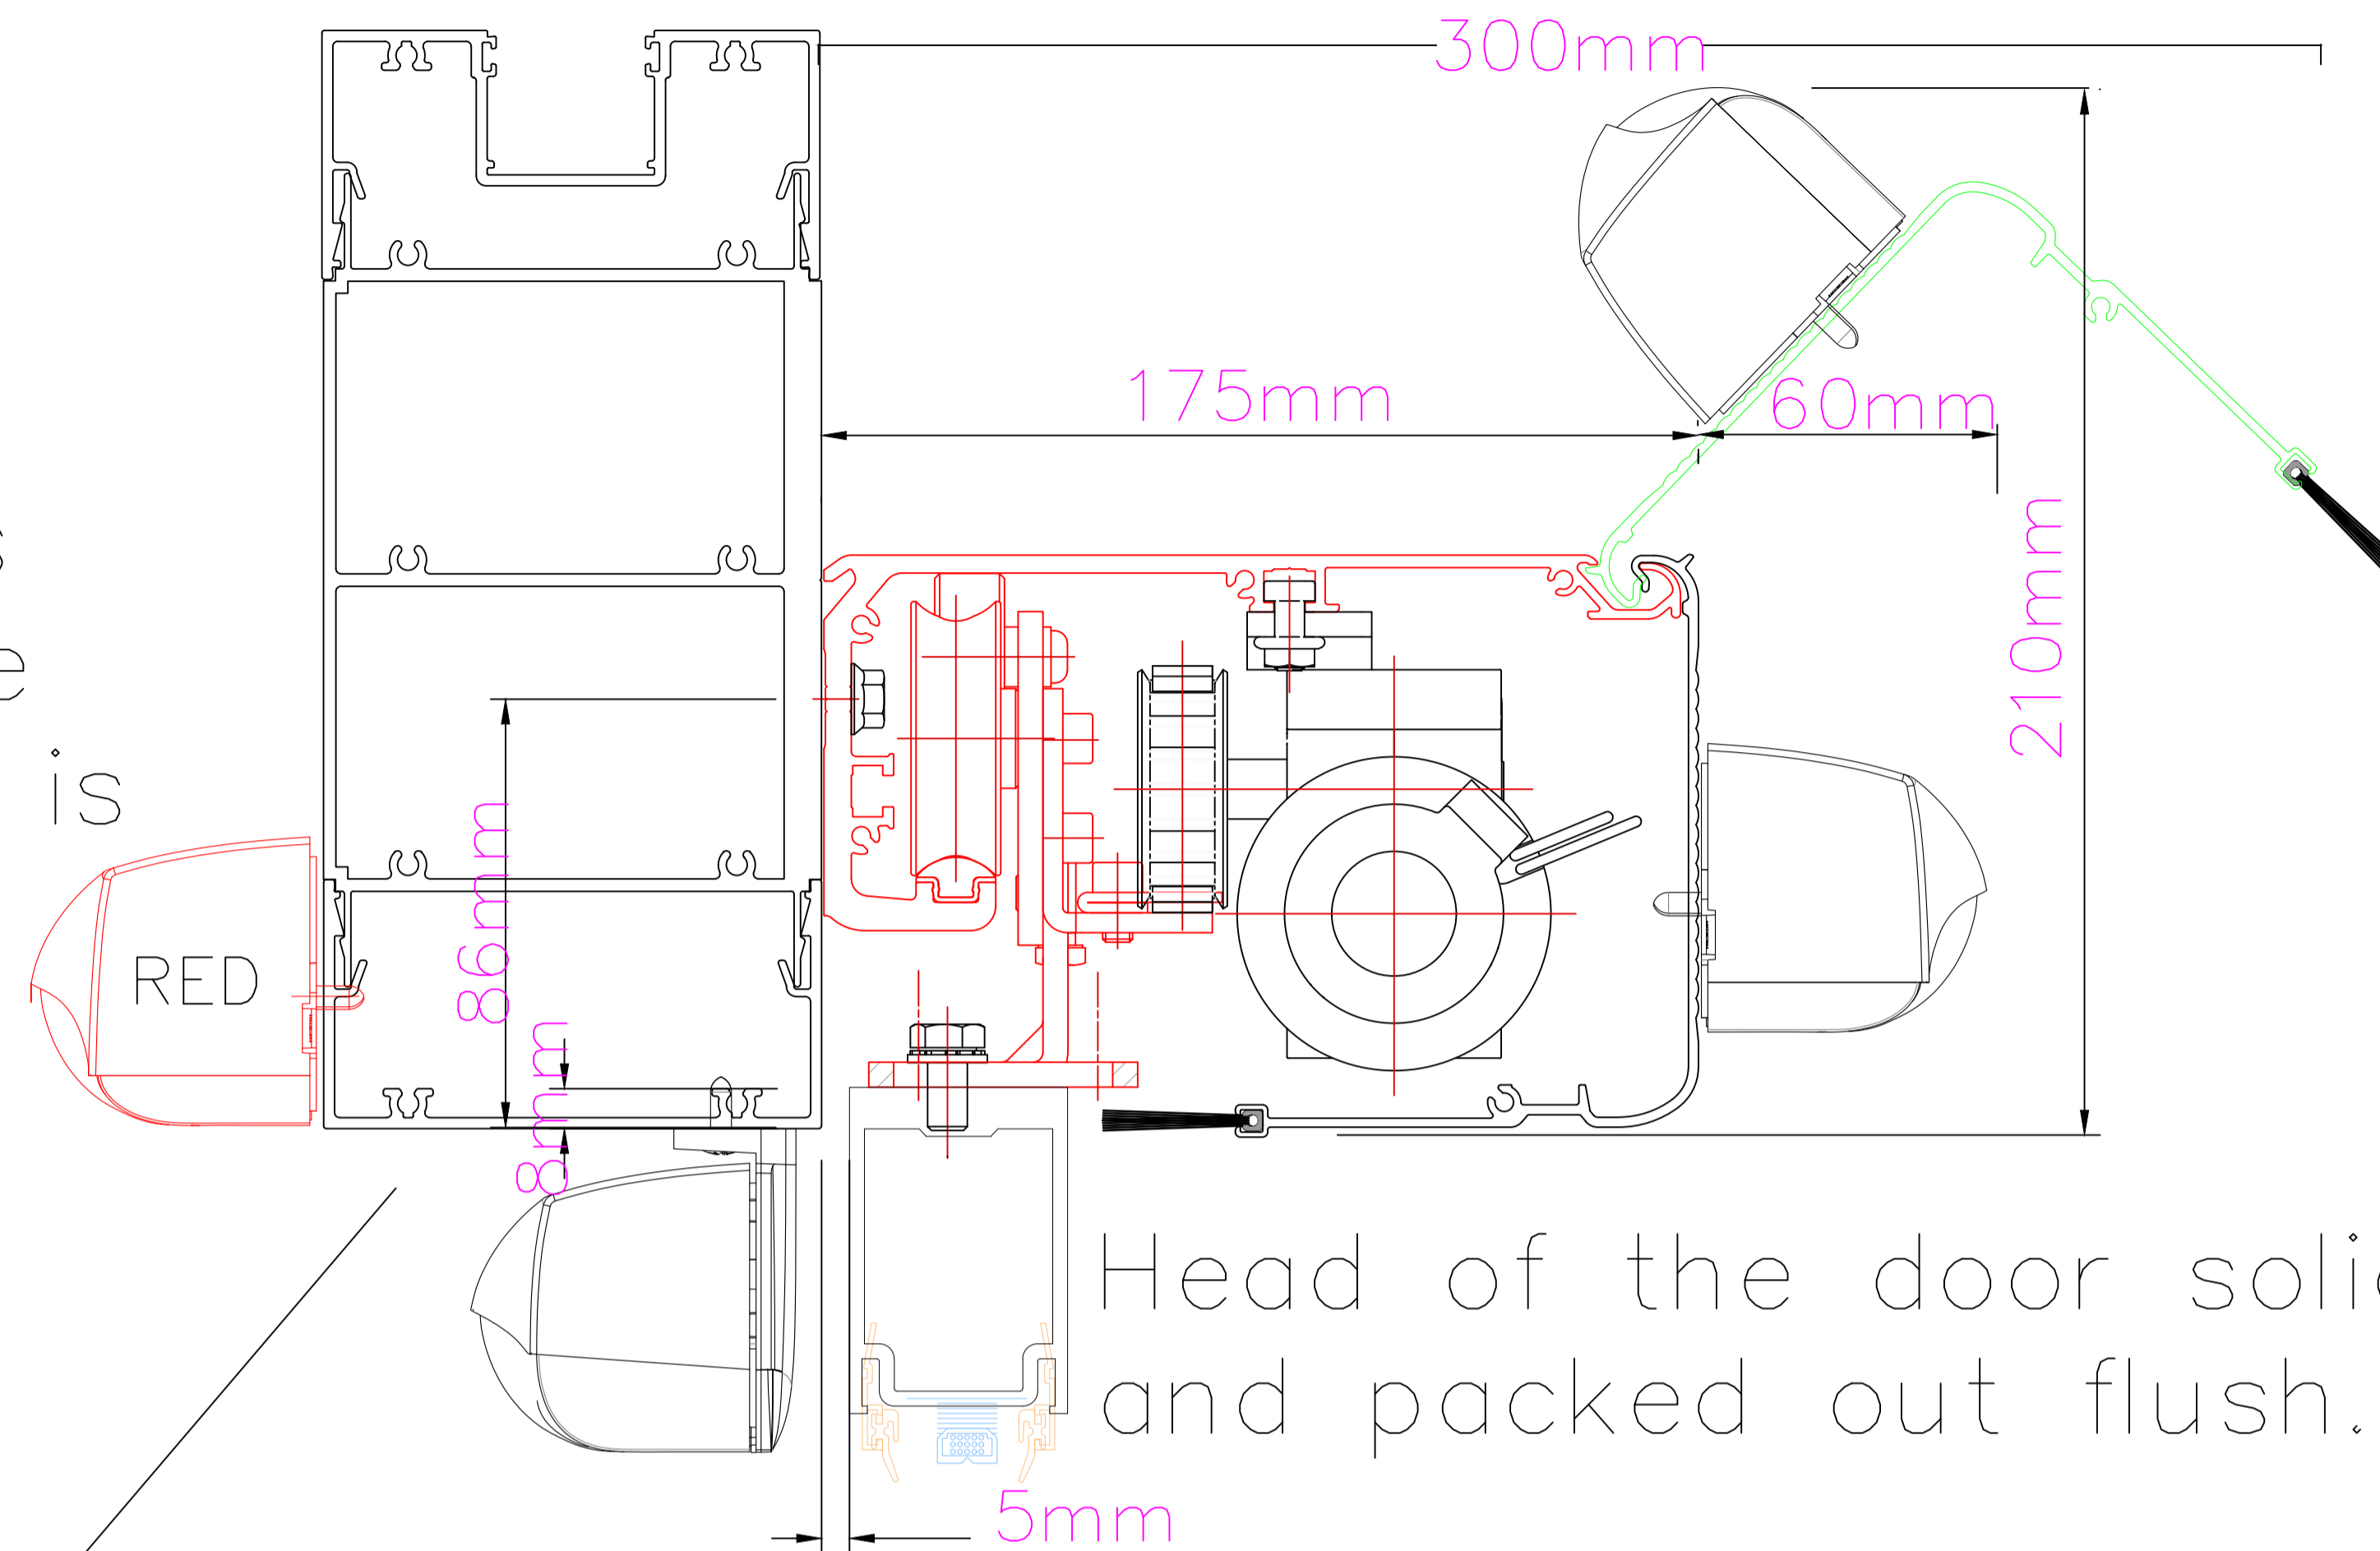 300mm
175mm
60mm
210mm
e
is
86mm
RED
8mm
Head of the door soli
and packed out flush.
5mm